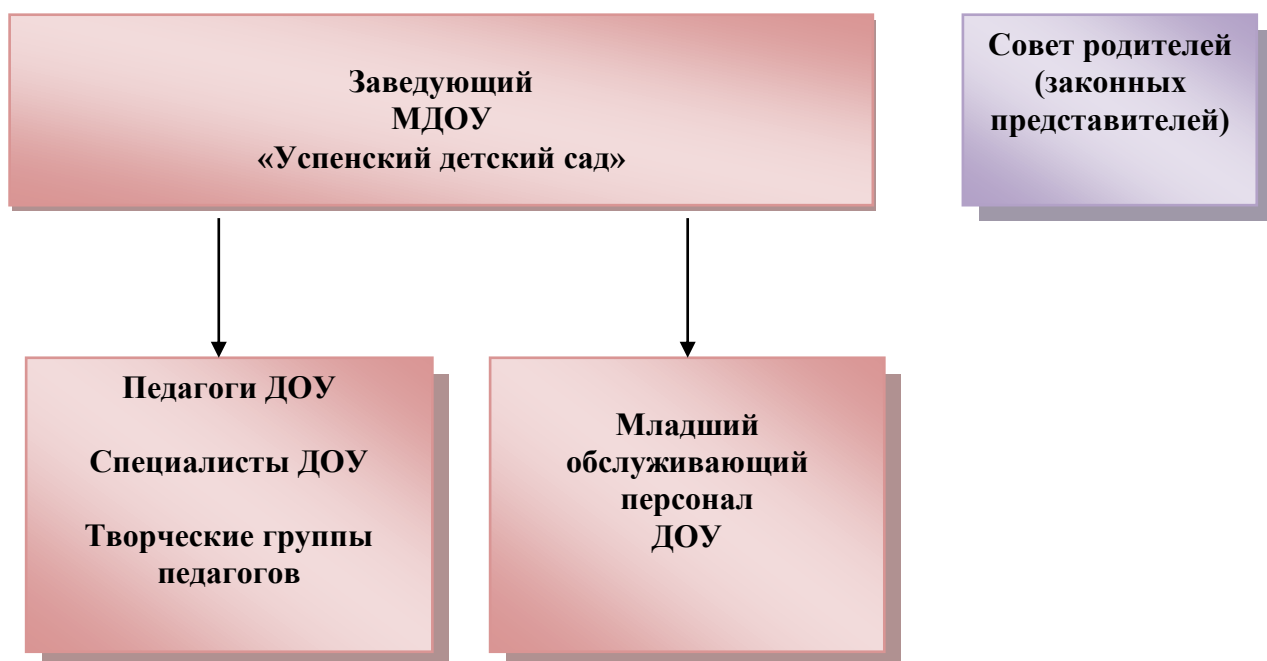 Заведующий
МДОУ
«Успенский детский сад»
Совет родителей
(законных
представителей)
Педагоги ДОУ
Специалисты ДОУ
Творческие группы
педагогов
Младший
обслуживающий
персонал
ДОУ